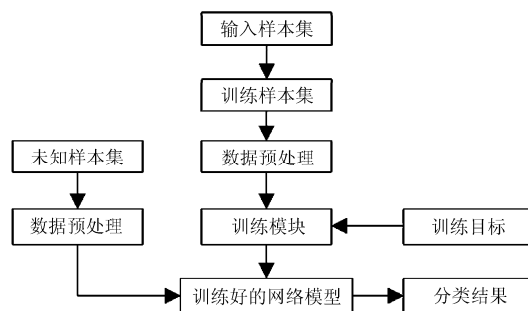 输入样本集
训练样本集
未知样本集
数据预处理
数据预处理
训练模块
训练目标
训练好的网络模型
分类结果